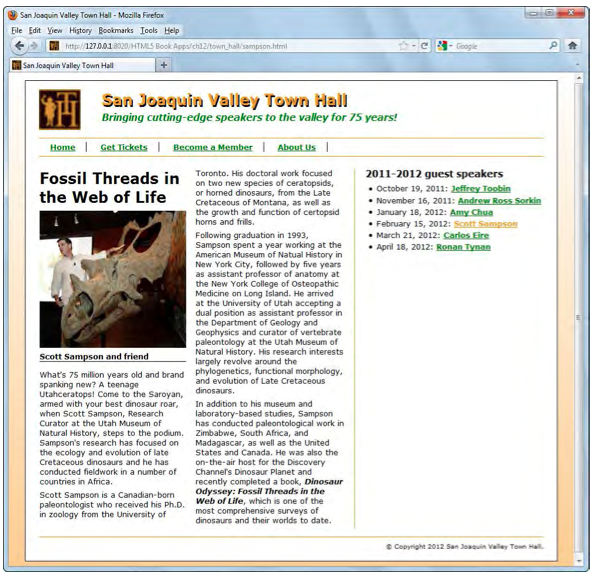 San Joaquin Valley Town Hall - Mozilla Firefox
File Edit View History Bookmarks Tools Help
http://127.0.0.1:8020/HTML5 Book Apps/ch12/town_hall/sampson.html
Google
San Joaquin Valley Town Hall
San Joaquin Valley Town Hall
Bringing cutting-edge speakers to the valley for 75 years!
Home | Get Tickets | Become a Member | About Us |
Fossil Threads in
the Web of Life
Scott Sampson and friend
What's 75 million years old and brand
spanking new? A teenage
Utahceratops! Come to the Saroyan,
armed with your best dinosaur roar,
when Scott Sampson, Research
Curator at the Utah Museum of
Natural History, steps to the podium.
Sampson's research has focused on
the ecology and evolution of late
Cretaceous dinosaurs and he has
conducted fieldwork in a number of
countries in Africa.
Scott Sampson is a Canadian-born
paleontologist who received his Ph.D.
in zoology from the University of
Toronto. His doctoral work focused
on two new species of ceratopsids,
or horned dinosaurs, from the Late
Cretaceous of Montana, as well as
the growth and function of certopsid
horns and frills.
Following graduation in 1993,
Sampson spent a year working at the
American Museum of Natual History in
New York City, followed by five years
as assistant professor of anatomy at
the New York College of Osteopathic
Medicine on Long Island. He arrived
at the University of Utah accepting a
dual position as assistant professor in
the Department of Geology and
Geophysics and curator of vertebrate
paleontology at the Utah Museum of
Natural History. His research interests
largely revolve around the
phylogenetics, functional morphology,
and evolution of Late Cretaceous
dinosaurs.
In addition to his museum and
laboratory-based studies, Sampson
has conducted paleontological work in
Zimbabwe, South Africa, and
Madagascar, as well as the United
States and Canada. He was also the
on-the-air host for the Discovery
Channel's Dinosaur Planet and
recently completed a book, Dinosaur
Odyssey: Fossil Threads in the
Web of Life, which is one of the
most comprehensive surveys of
dinosaurs and their worlds to date.
2011-2012 guest speakers
• October 19, 2011: Jeffrey Toobin
• November 16, 2011: Andrew Ross Sorkin
• January 18, 2012: Amy Chua
• February 15, 2012: Scott Sampson
• March 21, 2012: Carlos Eire
• April 18, 2012: Ronan Tynan
© Copyright 2012 San Joaquin Valley Town Hall.